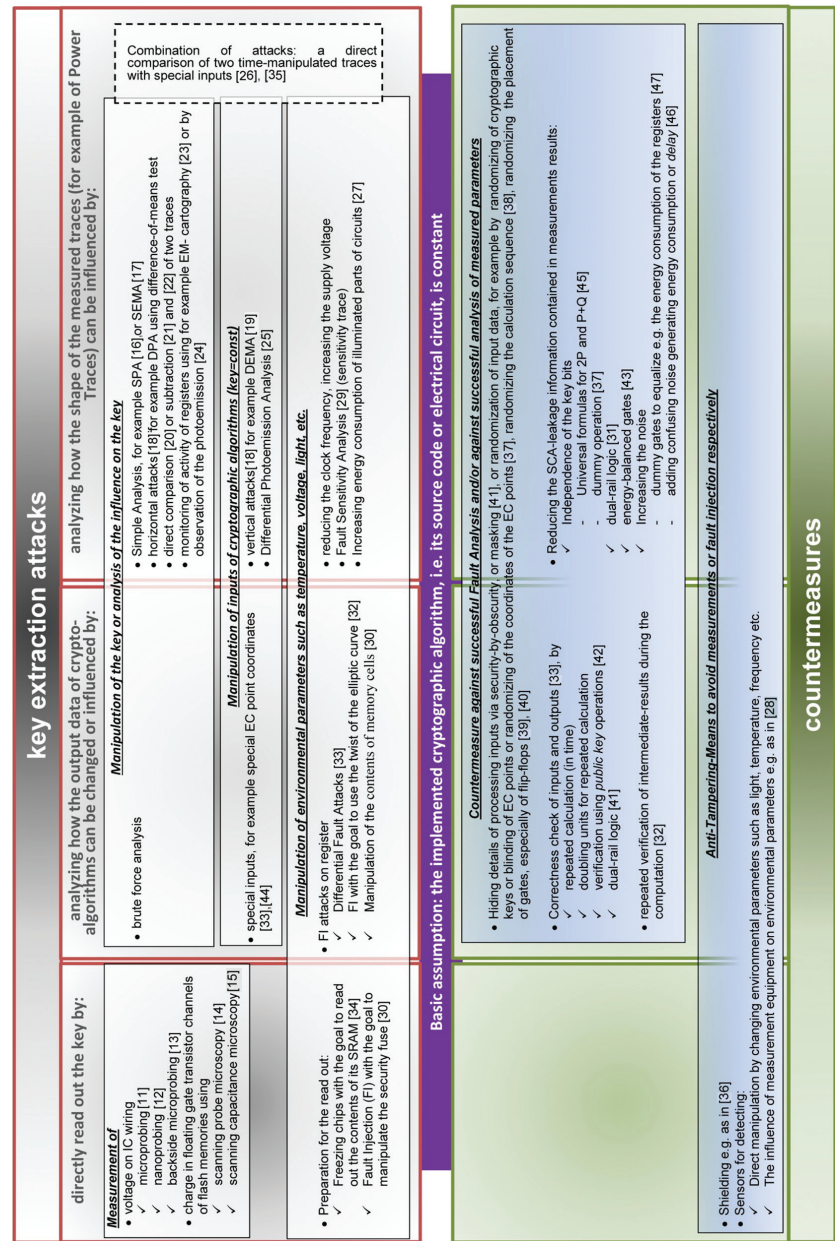 key extraction attacks
directly read out the key by:
analyzing how the output data of crypto-
algorithms can be changed or influenced by:
analyzing how the shape of the measured traces (for example of Power
Traces) can be influenced by:
Measurement of
• voltage on IC wiring
✓ microprobing [11]
✓ nanoprobing [12]
✓ backside microprobing [13]
• charge in floating gate transistor channels
of flash memories using
✓ scanning probe microscopy [14]
✓ scanning capacitance microscopy [15]
Manipulation of the key or analysis of the influence on the key
• brute force analysis
• Simple Analysis, for example SPA [16] or SEMA [17]
• horizontal attacks[18] for example DPA using difference-of-means test
• direct comparison [20] or subtraction [21] and [22] of two traces
• monitoring of activity of registers using for example EM- cartography [23] or by
observation of the photoemission [24]
Manipulation of inputs of cryptographic algorithms (key=const)
• special inputs, for example special EC point coordinates
[33],[44]
• vertical attacks[18] for example DEMA [19]
• Differential Photoemission Analysis [25]
Combination of attacks: a direct
comparison of two time-manipulated traces
with special inputs [26], [35]
Manipulation of environmental parameters such as temperature, voltage, light, etc.
• Preparation for the read out:
✓ Freezing chips with the goal to read
out the contents of its SRAM [34]
✓ Fault Injection (FI) with the goal to
manipulate the security fuse [30]
• FI attacks on register
✓ Differential Fault Attacks [33]
✓ FI with the goal to use the twist of the elliptic curve [32]
✓ Manipulation of the contents of memory cells [30]
• reducing the clock frequency, increasing the supply voltage
• Fault Sensitivity Analysis [29] (sensitivity trace)
• Increasing energy consumption of illuminated parts of circuits [27]
Basic assumption: the implemented cryptographic algorithm, i.e. its source code or electrical circuit, is constant
Countermeasure against successful Fault Analysis and/or against successful analysis of measured parameters
• Hiding details of processing inputs via security-by-obscurity, or masking [41], or randomization of input data, for example by randomizing of cryptographic
keys or blinding of EC points or randomizing of the coordinates of the EC points [37], randomizing the calculation sequence [38], randomizing the placement
of gates, especially of flip-flops [39], [40]
• Correctness check of inputs and outputs [33], by
✓ repeated calculation (in time)
✓ doubling units for repeated calculation
✓ verification using public key operations [42]
✓ dual-rail logic [41]
• repeated verification of intermediate-results during the
computation [32]
• Reducing the SCA-leakage information contained in measurements results:
✓ Independence of the key bits
- Universal formulas for 2P and P+Q [45]
- dummy operation [37]
✓ dual-rail logic [31]
✓ energy-balanced gates [43]
✓ Increasing the noise
- dummy gates to equalize e.g. the energy consumption of the registers [47]
- adding confusing noise generating energy consumption or delay [46]
Anti-Tampering-Means to avoid measurements or fault injection respectively
• Shielding e.g. as in [36]
• Sensors for detecting:
✓ Direct manipulation by changing environmental parameters such as light, temperature, frequency etc.
✓ The influence of measurement equipment on environmental parameters e.g. as in [28]
countermeasures